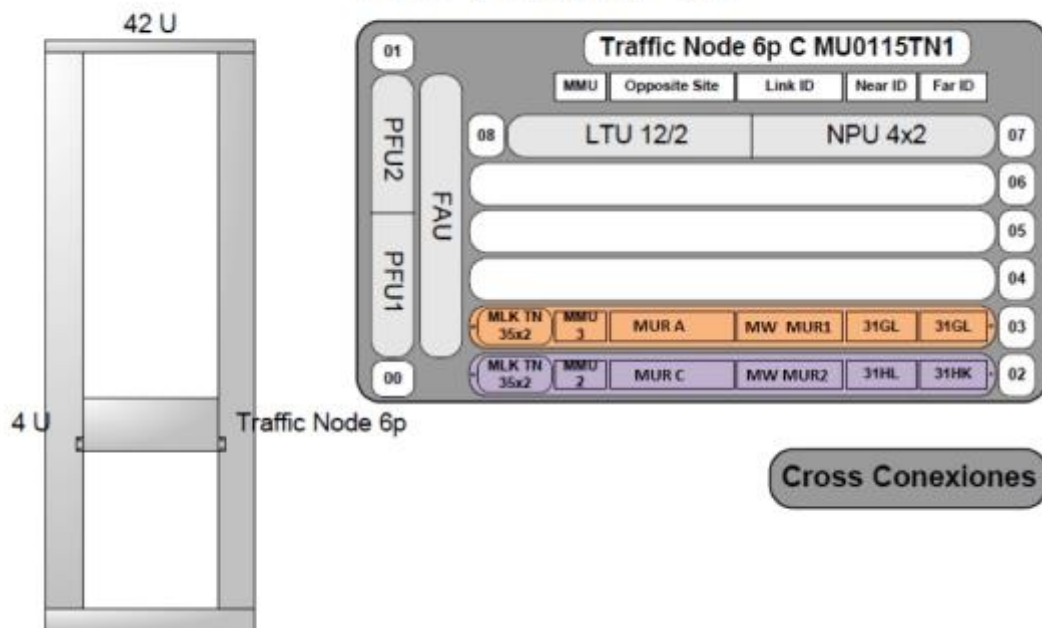 42 U
4 U
Traffic Node 6p
01
Traffic Node 6p C MU0115TN1
MMU Opposite Site Link ID Near ID Far ID
PFU2
FAU
PFU1
00
08 LTU 12/2 NPU 4x2 07
06
05
04
MLK TN 35x2 MMU 3 MUR A MW MUR1 31GL 31GL 03
MLK TN 35x2 MMU 2 MUR C MW MUR2 31HL 31HK 02
Cross Conexiones